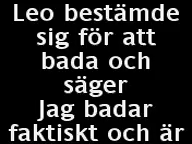 Leo bestämde
sig för att
bada och
säger
Jag badar
faktiskt och är